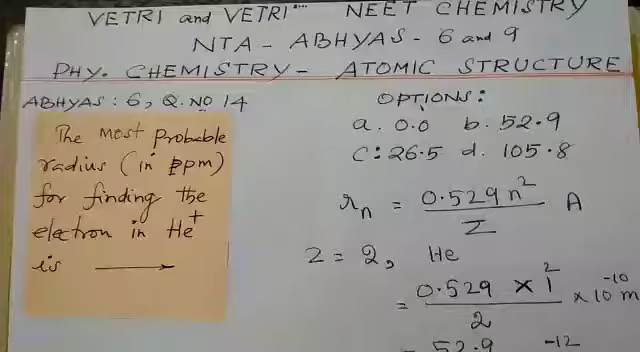 VETRI and VETRI NEET CHEMISTRY
NTA - ABHYAS - 6 and 9
PHY. CHEMISTRY - ATOMIC STRUCTURE
ABHYAS : 6, Q. NO 14
The most probable
radius (in ppm)
for finding the
electron in He+
is
OPTIONS:
a. 0.0 b. 52.9
C: 26.5 d. 105.8
rn = 0.529 n² / Z A
Z = 2, He
= 0.529 × 1² / 2 × 10⁻¹⁰ m
= 52.9 -12